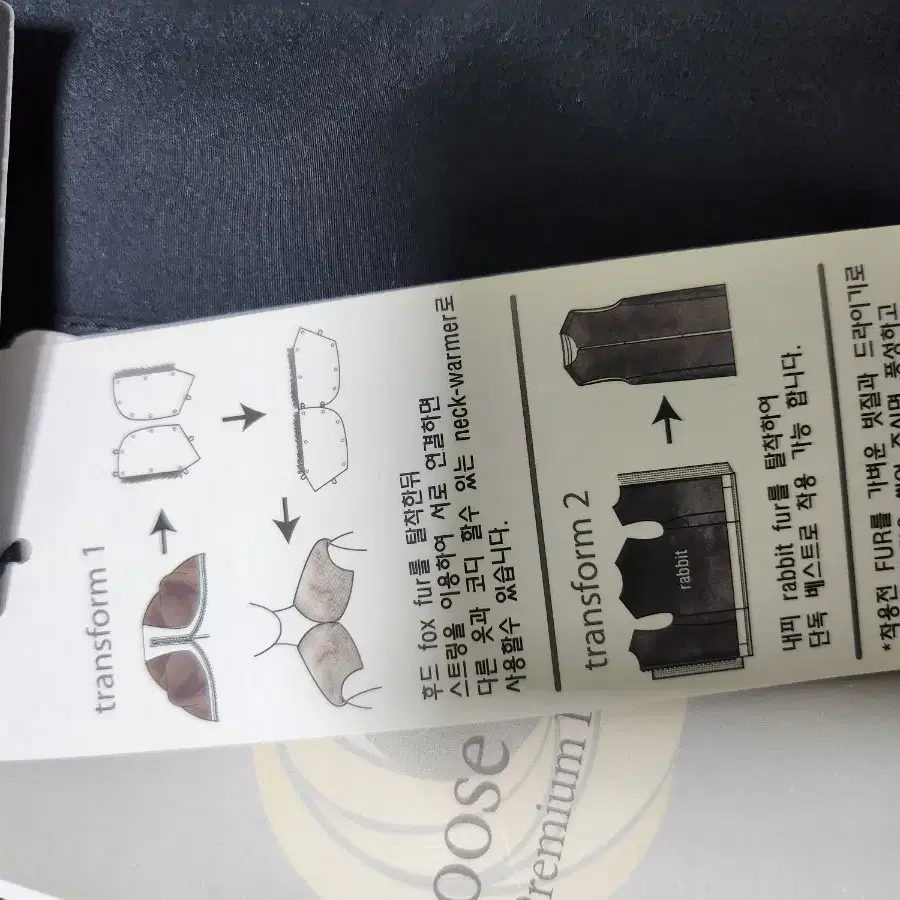 transform 1
후드 fox fur를 탈착한뒤
스트링을 이용하여 서로 연결하면
다른 옷과 코디 할수 있는 neck-warmer로
사용할수 있습니다.
transform 2
rabbit
내피 rabbit fur를 탈착하여
단독 베스트로 착용 가능 합니다.
*착용전 FUR를 가벼운 빗질과 드라이기로
풍성하고
oose
Premium